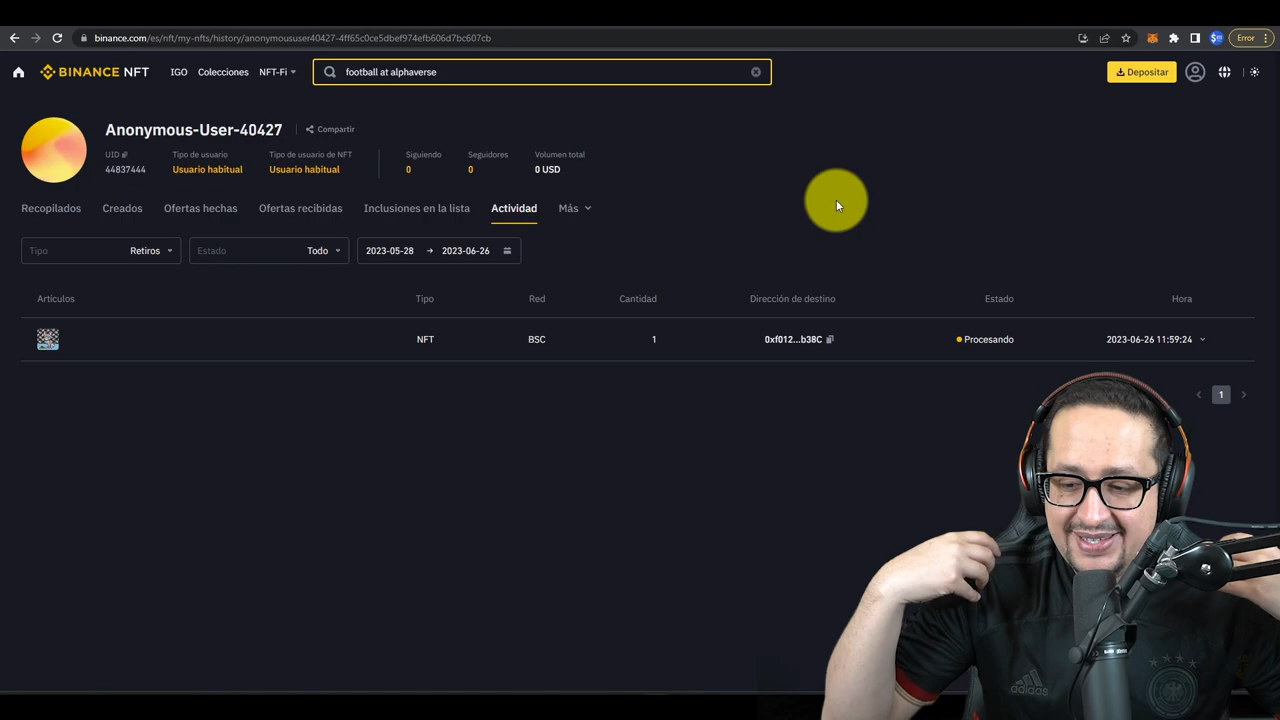 binance.com/es/nft/my-nfts/history/anonymoususer40427-4ff65c0ce5dbef974efb606d7bc607cb
Error
BINANCE NFT IGO Colecciones NFT-Fi football at alphaverse Depositar
Anonymous-User-40427 Compartir
UID Tipo de usuario Tipo de usuario de NFT Siguiendo Seguidores Volumen total
44837444 Usuario habitual Usuario habitual 0 0 0 USD
Recopilados Creados Ofertas hechas Ofertas recibidas Inclusiones en la lista Actividad Más
Tipo Retiros Estado Todo 2023-05-28 → 2023-06-26
Artículos Tipo Red Cantidad Dirección de destino Estado Hora
NFT BSC 1 0xf012...b38C Procesando 2023-06-26 11:59:24
1
adidas